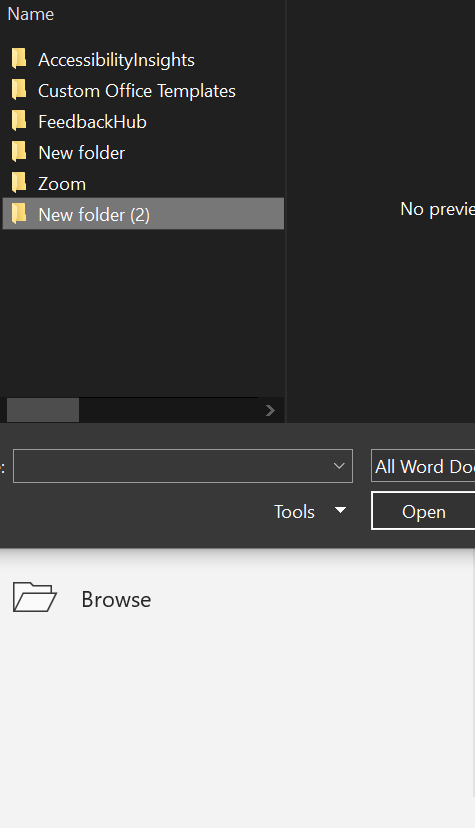 Name
AccessibilityInsights
Custom Office Templates
FeedbackHub
New folder
Zoom
New folder (2)
No previe
:
All Word Do
Tools
Open
Browse